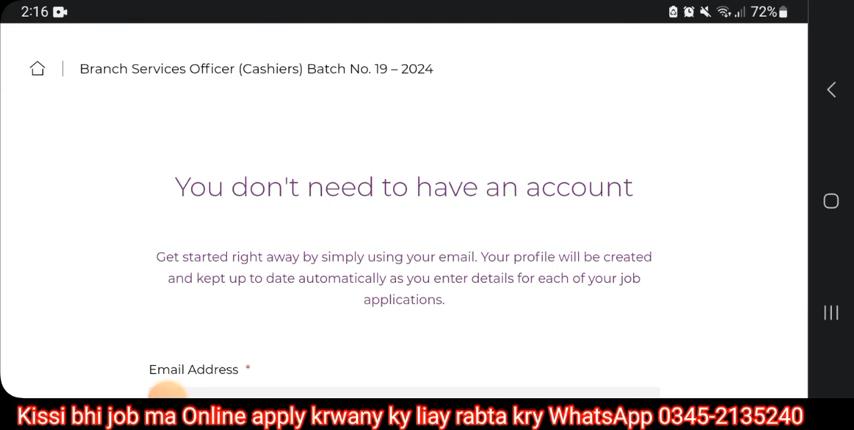 2:16
72%
Branch Services Officer (Cashiers) Batch No. 19 – 2024
You don't need to have an account
Get started right away by simply using your email. Your profile will be created
and kept up to date automatically as you enter details for each of your job
applications.
Email Address *
Kissi bhi job ma Online apply krwany ky liay rabta kry WhatsApp 0345-2135240